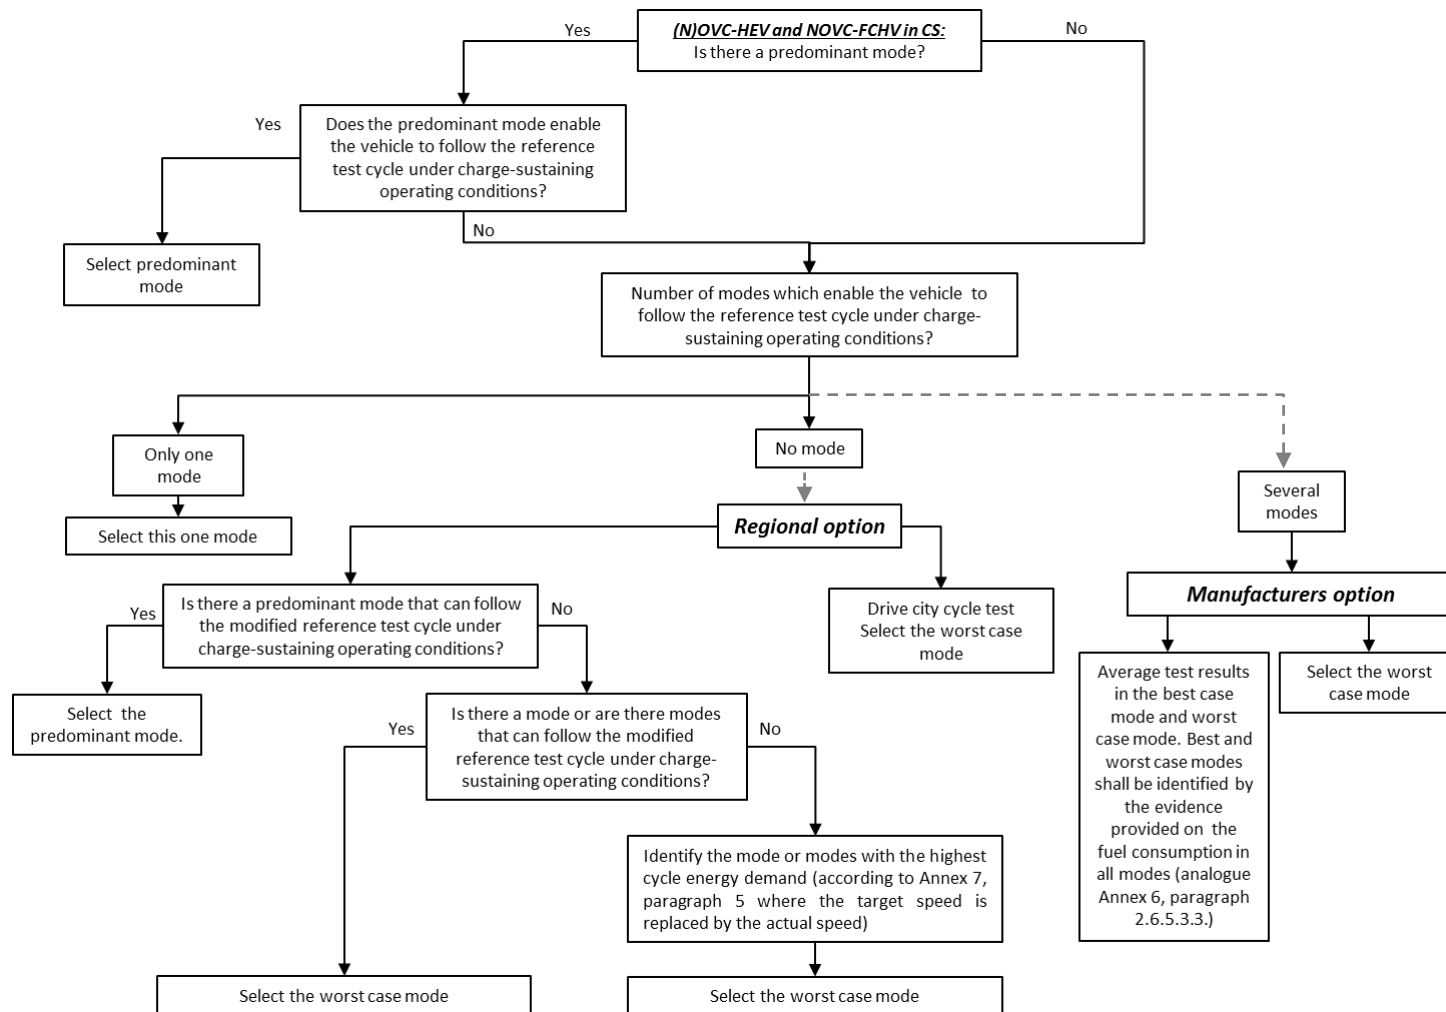 (N)OVC-HEV and NOVC-FCHV in CS:
Is there a predominant mode?
Yes
No
Does the predominant mode enable
the vehicle to follow the reference
test cycle under charge-sustaining
operating conditions?
Yes
No
Select predominant
mode
Number of modes which enable the vehicle to
follow the reference test cycle under charge-
sustaining operating conditions?
Only one
mode
No mode
Several
modes
Select this one mode
Regional option
Manufacturers option
Is there a predominant mode that can follow
the modified reference test cycle under
charge-sustaining operating conditions?
Yes
No
Drive city cycle test
Select the worst case
mode
Average test results
in the best case
mode and worst
case mode. Best and
worst case modes
shall be identified by
the evidence
provided on the
fuel consumption in
all modes (analogue
Annex 6, paragraph
2.6.5.3.3.)
Select the worst
case mode
Select the
predominant mode.
Is there a mode or are there modes
that can follow the modified
reference test cycle under charge-
sustaining operating conditions?
Yes
No
Identify the mode or modes with the highest
cycle energy demand (according to Annex 7,
paragraph 5 where the target speed is
replaced by the actual speed)
Select the worst case mode
Select the worst case mode